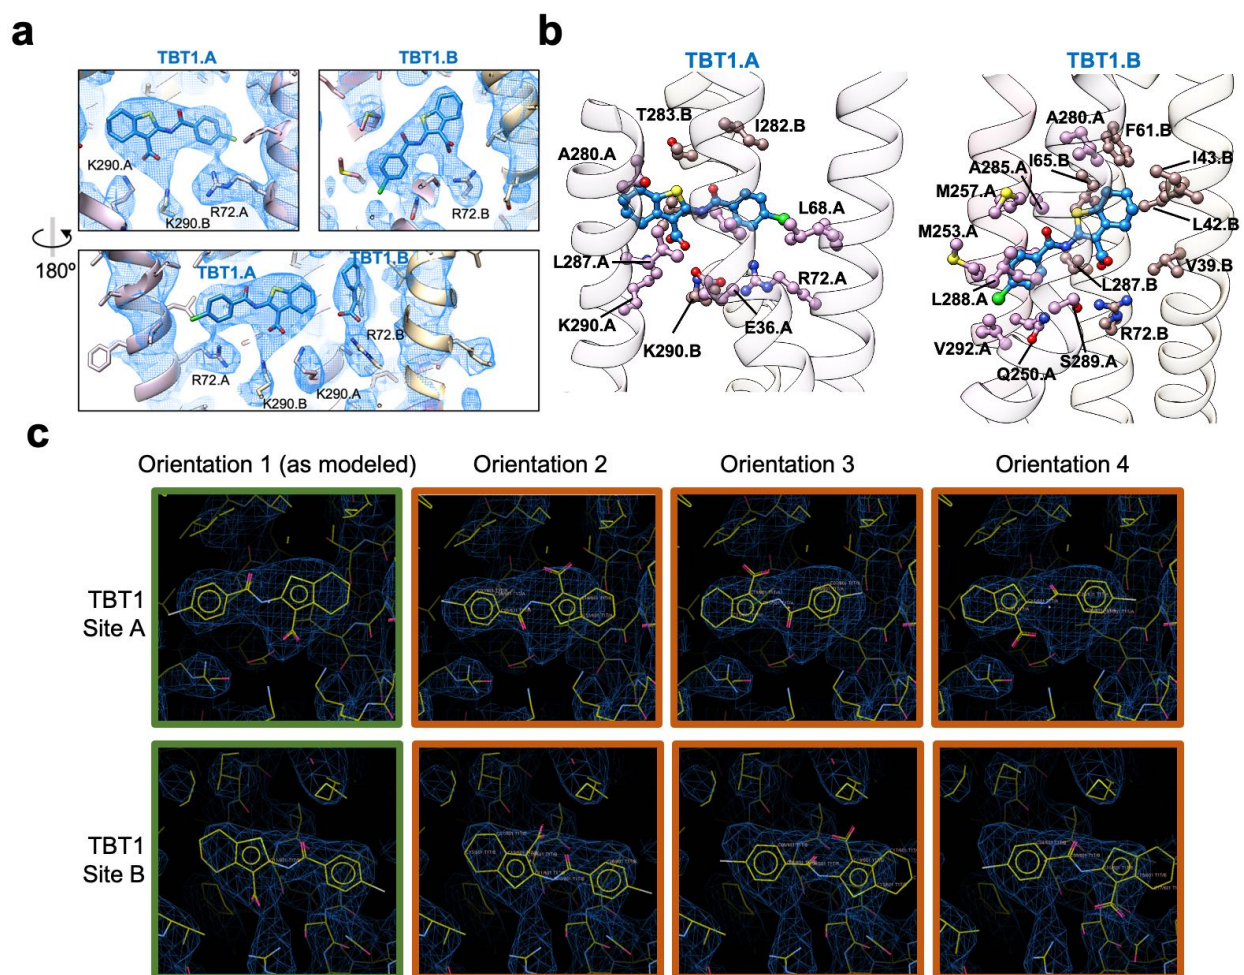 a
TBT1.A
TBT1.B
K290.A
K290.B
R72.A
R72.B
180º
TBT1.A
TBT1.B
R72.A
K290.B
K290.A
R72.B
b
TBT1.A
T283.B
I282.B
A280.A
L68.A
L287.A
R72.A
K290.A
E36.A
K290.B
TBT1.B
A280.A
F61.B
A285.A
I65.B
I43.B
M257.A
L42.B
M253.A
V39.B
L287.B
L288.A
R72.B
V292.A
S289.A
Q250.A
c
Orientation 1 (as modeled)
Orientation 2
Orientation 3
Orientation 4
TBT1
Site A
TBT1
Site B